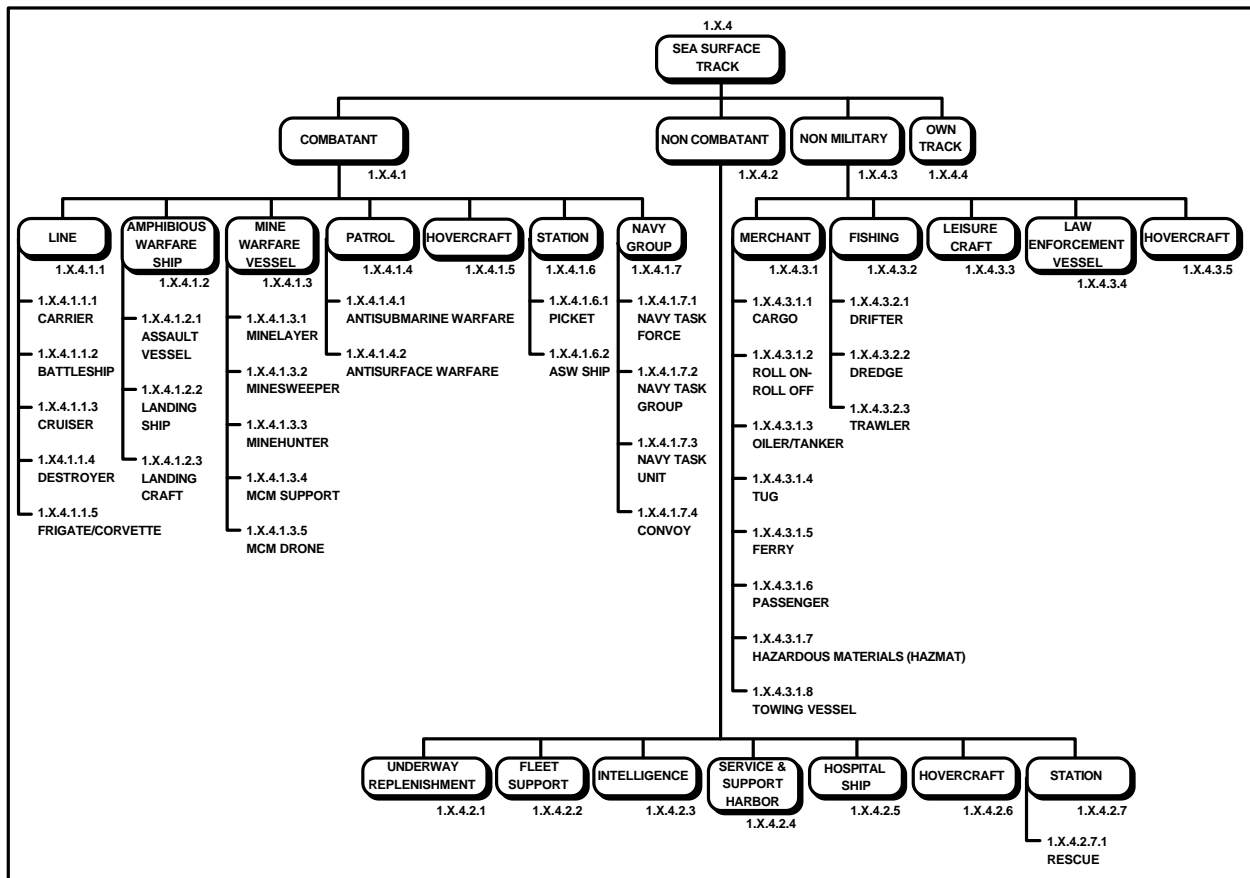 1.X.4
SEA SURFACE
TRACK
COMBATANT
1.X.4.1
NON COMBATANT
1.X.4.2
NON MILITARY
1.X.4.3
OWN
TRACK
1.X.4.4
LINE
1.X.4.1.1
1.X.4.1.1.1
CARRIER
1.X.4.1.1.2
BATTLESHIP
1.X.4.1.1.3
CRUISER
1.X4.1.1.4
DESTROYER
1.X.4.1.1.5
FRIGATE/CORVETTE
AMPHIBIOUS
WARFARE
SHIP
1.X.4.1.2
1.X.4.1.2.1
ASSAULT
VESSEL
1.X.4.1.2.2
LANDING
SHIP
1.X.4.1.2.3
LANDING
CRAFT
MINE
WARFARE
VESSEL
1.X.4.1.3
1.X.4.1.3.1
MINELAYER
1.X.4.1.3.2
MINESWEEPER
1.X.4.1.3.3
MINEHUNTER
1.X.4.1.3.4
MCM SUPPORT
1.X.4.1.3.5
MCM DRONE
PATROL
1.X.4.1.4
1.X.4.1.4.1
ANTISUBMARINE WARFARE
1.X.4.1.4.2
ANTISURFACE WARFARE
HOVERCRAFT
1.X.4.1.5
STATION
1.X.4.1.6
1.X.4.1.6.1
PICKET
1.X.4.1.6.2
ASW SHIP
NAVY
GROUP
1.X.4.1.7
1.X.4.1.7.1
NAVY TASK
FORCE
1.X.4.1.7.2
NAVY TASK
GROUP
1.X.4.1.7.3
NAVY TASK
UNIT
1.X.4.1.7.4
CONVOY
MERCHANT
1.X.4.3.1
1.X.4.3.1.1
CARGO
1.X.4.3.1.2
ROLL ON-
ROLL OFF
1.X.4.3.1.3
OILER/TANKER
1.X.4.3.1.4
TUG
1.X.4.3.1.5
FERRY
1.X.4.3.1.6
PASSENGER
1.X.4.3.1.7
HAZARDOUS MATERIALS (HAZMAT)
1.X.4.3.1.8
TOWING VESSEL
FISHING
1.X.4.3.2
1.X.4.3.2.1
DRIFTER
1.X.4.3.2.2
DREDGE
1.X.4.3.2.3
TRAWLER
LEISURE
CRAFT
1.X.4.3.3
LAW
ENFORCEMENT
VESSEL
1.X.4.3.4
HOVERCRAFT
1.X.4.3.5
UNDERWAY
REPLENISHMENT
1.X.4.2.1
FLEET
SUPPORT
1.X.4.2.2
INTELLIGENCE
1.X.4.2.3
SERVICE &
SUPPORT
HARBOR
1.X.4.2.4
HOSPITAL
SHIP
1.X.4.2.5
HOVERCRAFT
1.X.4.2.6
STATION
1.X.4.2.7
1.X.4.2.7.1
RESCUE